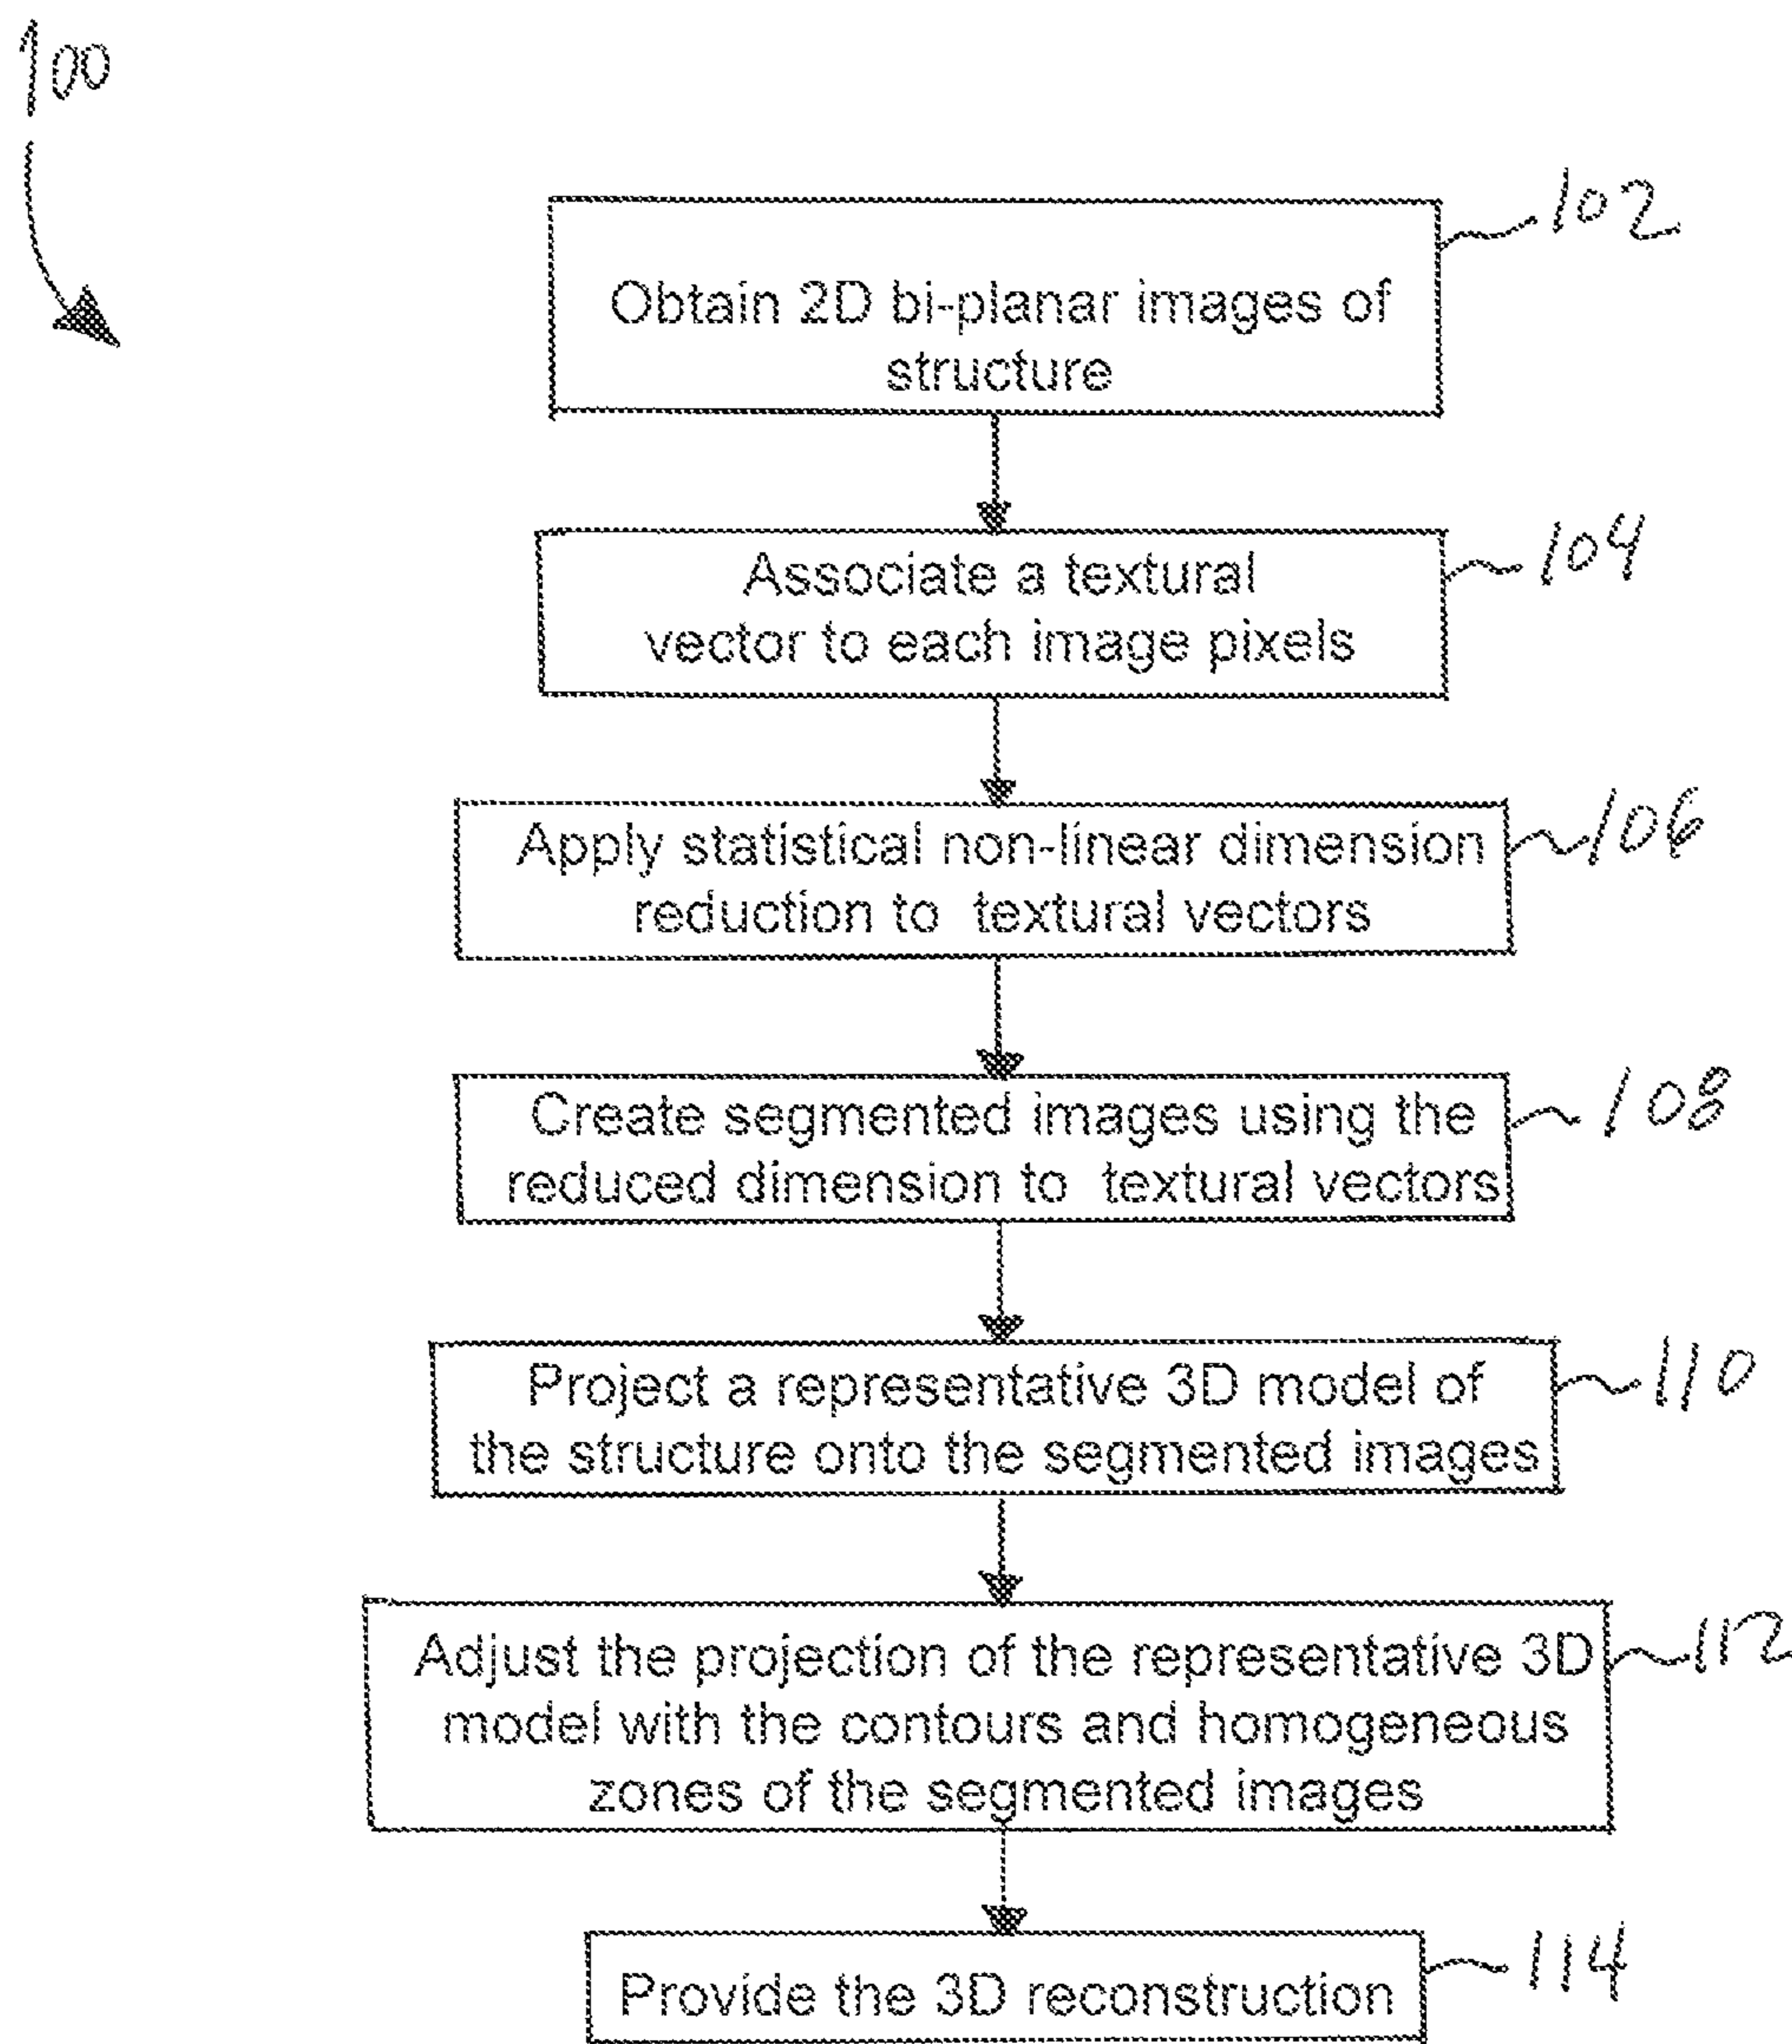 100
102
Obtain 2D bi-planar images of
structure
104
Associate a textural
vector to each image pixels
106
Apply statistical non-linear dimension
reduction to textural vectors
108
Create segmented images using the
reduced dimension to textural vectors
110
Project a representative 3D model of
the structure onto the segmented images
112
Adjust the projection of the representative 3D
model with the contours and homogeneous
zones of the segmented images
114
Provide the 3D reconstruction